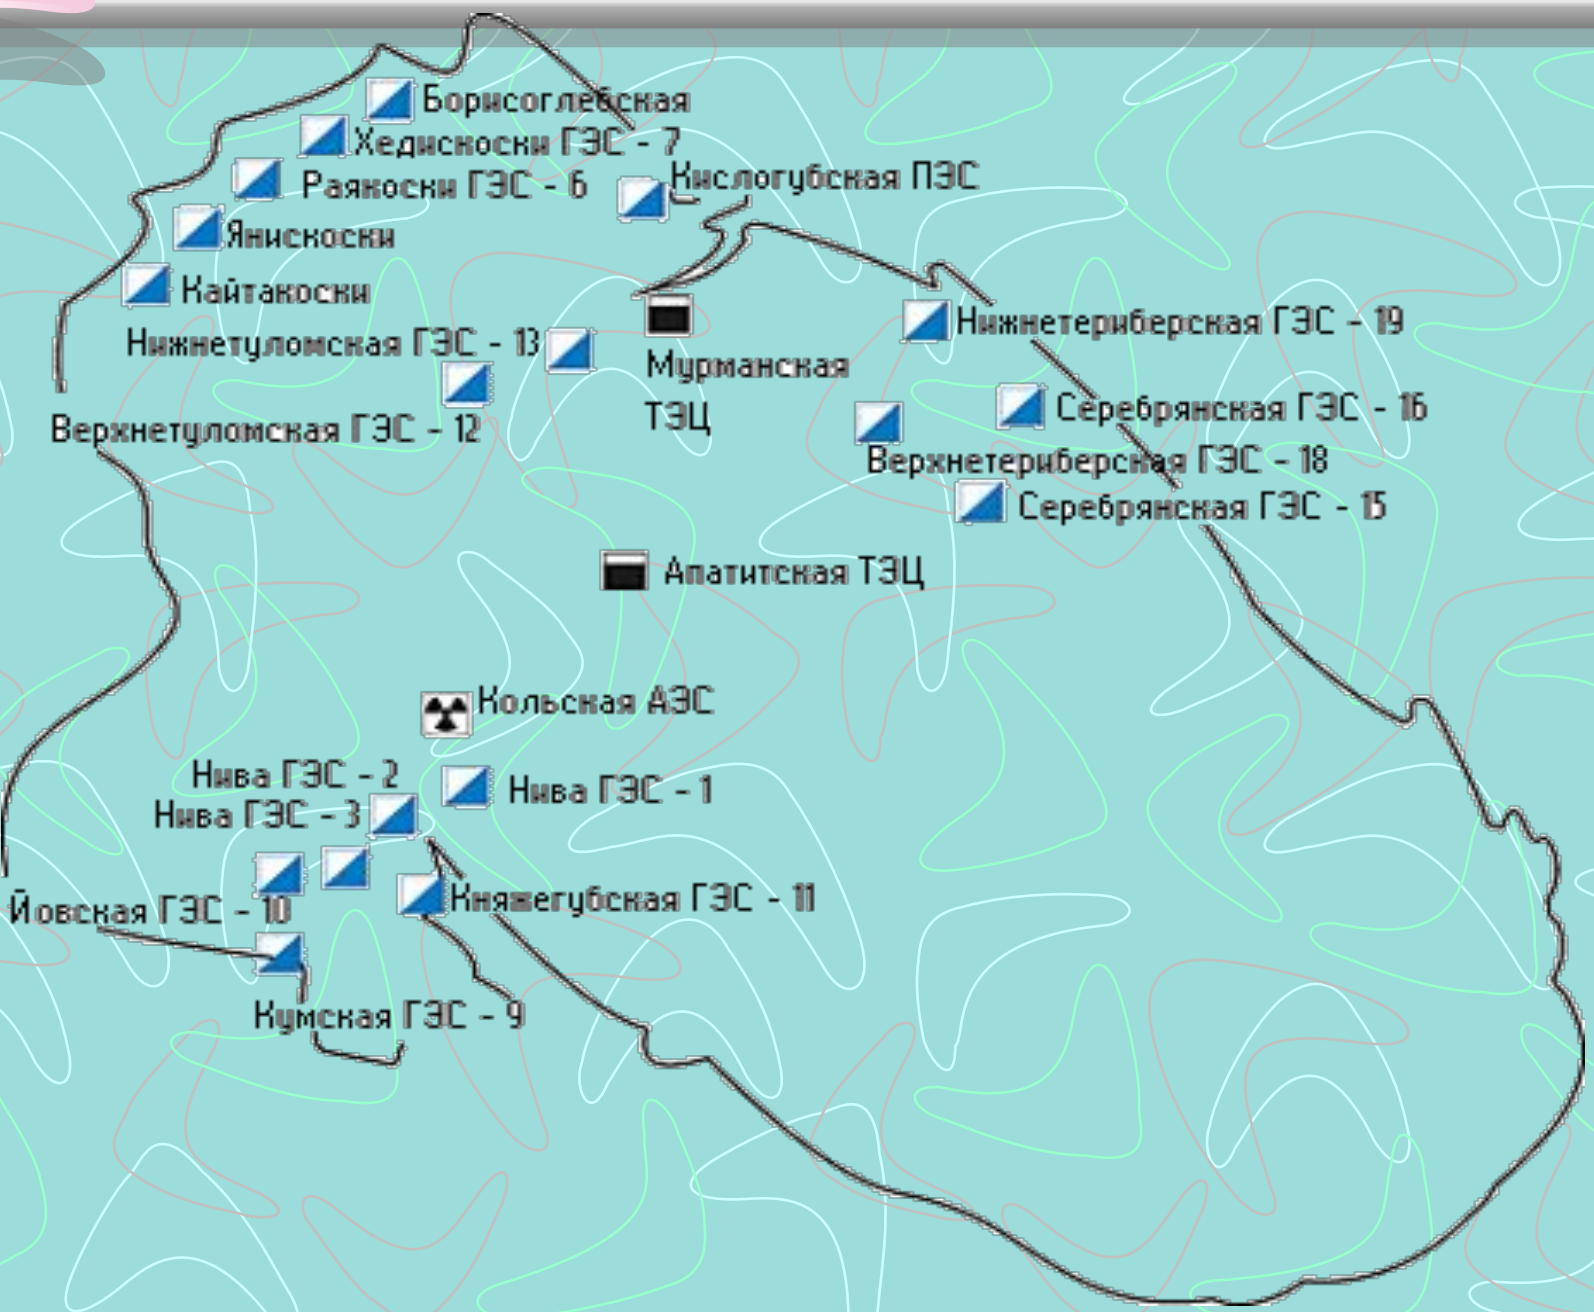 Борисоглебская
Хедискоски ГЭС - 7
Кислогубская ПЭС
Раякоски ГЭС - 6
Янискоски
Кайтакоски
Нижнетериберская ГЭС - 19
Нижнетуломская ГЭС - 13
Мурманская
ТЭЦ
Серебрянская ГЭС - 16
Верхнетуломская ГЭС - 12
Верхнетериберская ГЭС - 18
Серебрянская ГЭС - 15
Апатитская ТЭЦ
Кольская АЭС
Нива ГЭС - 2
Нива ГЭС - 1
Нива ГЭС - 3
Княжегубская ГЭС - 11
Йовская ГЭС - 10
Кумская ГЭС - 9